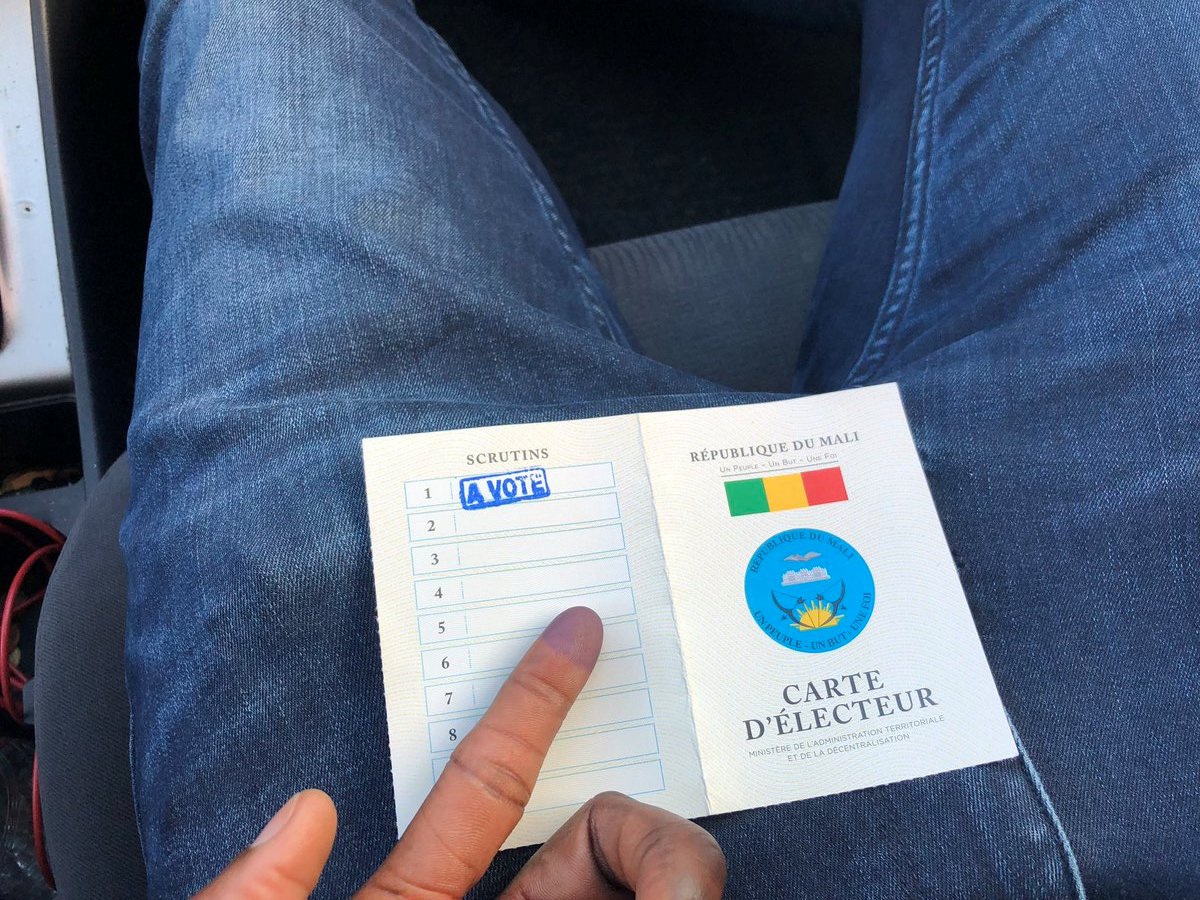 SCRUTINS
1 A VOTÉ
2
3
4
5
6
7
8
RÉPUBLIQUE DU MALI
UN PEUPLE - UN BUT - UNE FOI
RÉPUBLIQUE DU MALI
UN PEUPLE - UN BUT - UNE FOI
CARTE
D'ÉLECTEUR
MINISTÈRE DE L'ADMINISTRATION TERRITORIALE
ET DE LA DÉCENTRALISATION